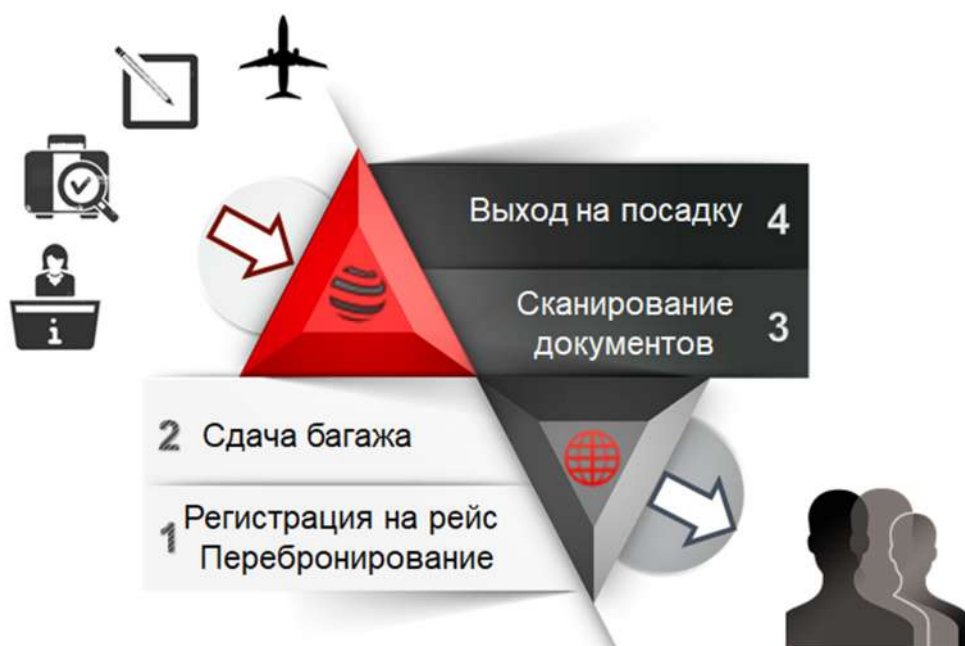 Выход на посадку 4
Сканирование
документов 3
2 Сдача багажа
1 Регистрация на рейс
Перебронирование
i